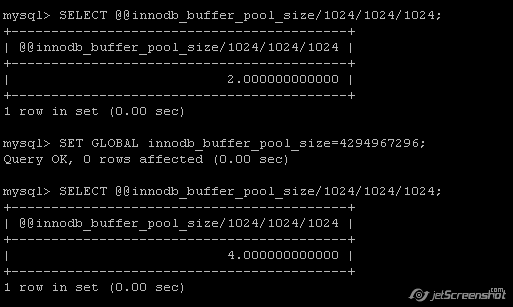 mysql> SELECT @@innodb_buffer_pool_size/1024/1024/1024;
+------------------------------------------+
| @@innodb_buffer_pool_size/1024/1024/1024 |
+------------------------------------------+
|                           2.000000000000 |
+------------------------------------------+
1 row in set (0.00 sec)
mysql> SET GLOBAL innodb_buffer_pool_size=4294967296;
Query OK, 0 rows affected (0.00 sec)
mysql> SELECT @@innodb_buffer_pool_size/1024/1024/1024;
+------------------------------------------+
| @@innodb_buffer_pool_size/1024/1024/1024 |
+------------------------------------------+
|                           4.000000000000 |
+------------------------------------------+
1 row in set (0.00 sec)
jetScreenshot.com